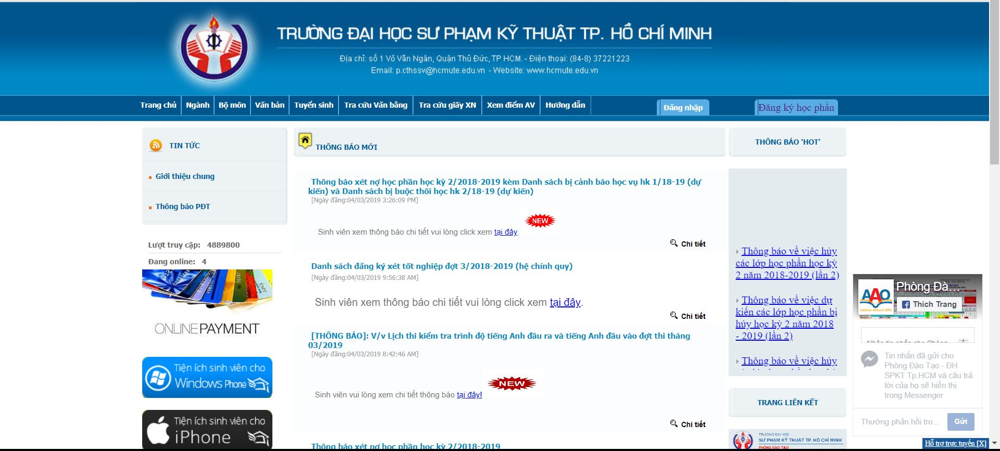 TRƯỜNG ĐẠI HỌC SƯ PHẠM KỸ THUẬT TP. HỒ CHÍ MINH
Địa chỉ: số 1 Võ Văn Ngân, Quận Thủ Đức, TP HCM. - Điện thoại: (84-8) 37221223
Email: p.cthssv@hcmute.edu.vn - Website: www.hcmute.edu.vn
Trang chủ Ngành Bộ môn Văn bản Tuyển sinh Tra cứu Văn bằng Tra cứu giấy XN Xem điểm AV Hướng dẫn Đăng nhập Đăng ký học phần
TIN TỨC
Giới thiệu chung
Thông báo PĐT
Lượt truy cập: 4889800
Đang online: 4
ONLINEPAYMENT
Tiện ích sinh viên cho
Windows Phone
Tiện ích sinh viên cho
iPhone
THÔNG BÁO MỚI
Thông báo xét nợ học phần học kỳ 2/2018-2019 kèm Danh sách bị cảnh báo học vụ hk 1/18-19 (dự
kiến) và Danh sách bị buộc thôi học hk 2/18-19 (dự kiến)
[Ngày đăng:04/03/2019 3:26:09 PM]
NEW
Sinh viên xem thông báo chi tiết vui lòng click xem tại đây.
Chi tiết
Danh sách đăng ký xét tốt nghiệp đợt 3/2018-2019 (hệ chính quy)
[Ngày đăng:04/03/2019 9:56:38 AM]
Sinh viên xem thông báo chi tiết vui lòng click xem tại đây.
Chi tiết
[THÔNG BÁO]: V/v Lịch thi kiểm tra trình độ tiếng Anh đầu ra và tiếng Anh đầu vào đợt thi tháng
03/2019
[Ngày đăng:04/03/2019 8:42:46 AM]
NEW
Sinh viên vui lòng xem chi tiết thông báo tại đây!
Chi tiết
Thông báo xét nợ học phần học kỳ 2/2018-2019
THÔNG BÁO 'HOT'
Thông báo về việc hủy
các lớp học phần học kỳ
2 năm 2018-2019 (lần 2)
Thông báo về việc dự
kiến các lớp học phần bị
hủy học kỳ 2 năm 2018
- 2019 (lần 2)
Thông báo về việc hủy
TRANG LIÊN KẾT
TRƯỜNG ĐẠI HỌC
SƯ PHẠM KỸ THUẬT TP. HỒ CHÍ MINH
PHÒNG ĐÀO TẠO
AAO
Phòng Đà...
Thích Trang
Nhắn tin nhắn cho Phòng
Tin nhắn đã gửi cho
Phòng Đào Tạo - ĐH
SPKT Tp.HCM và câu trả
lời của họ sẽ hiển thị
trong Messenger
Thường phản hồi tro...
Gửi
Hỗ trợ trực tuyến [X]